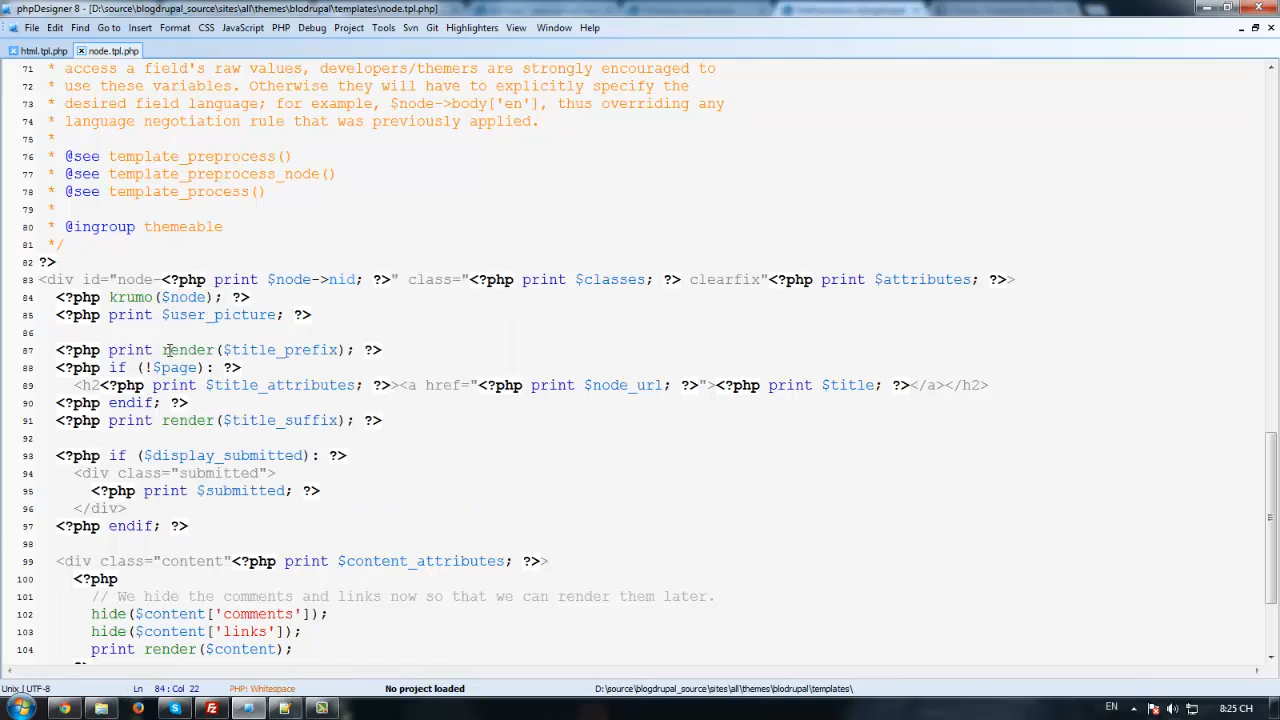 phpDesigner 8 - [D:\source\blogdrupal_source\sites\all\themes\blodrupal\templates\node.tpl.php]
File Edit Find Go to Insert Format CSS JavaScript PHP Debug Project Tools Svn Git Highlighters View Window Help
html.tpl.php node.tpl.php
71 * access a field's raw values, developers/themers are strongly encouraged to
72 * use these variables. Otherwise they will have to explicitly specify the
73 * desired field language; for example, $node->body['en'], thus overriding any
74 * language negotiation rule that was previously applied.
75 *
76 * @see template_preprocess()
77 * @see template_preprocess_node()
78 * @see template_process()
79 *
80 * @ingroup themeable
81 */
82 ?>
83 <div id="node-<?php print $node->nid; ?>" class="<?php print $classes; ?> clearfix"<?php print $attributes; ?>>
84 <?php krumo($node); ?>
85 <?php print $user_picture; ?>
86
87 <?php print render($title_prefix); ?>
88 <?php if (!$page): ?>
89 <h2<?php print $title_attributes; ?>><a href="<?php print $node_url; ?>"><?php print $title; ?></a></h2>
90 <?php endif; ?>
91 <?php print render($title_suffix); ?>
92
93 <?php if ($display_submitted): ?>
94 <div class="submitted">
95 <?php print $submitted; ?>
96 </div>
97 <?php endif; ?>
98
99 <div class="content"<?php print $content_attributes; ?>>
100 <?php
101 // We hide the comments and links now so that we can render them later.
102 hide($content['comments']);
103 hide($content['links']);
104 print render($content);
Unix | UTF-8 Ln 84 : Col 22 PHP: Whitespace No project loaded D:\source\blogdrupal_source\sites\all\themes\blodrupal\templates\
EN 8:25 CH